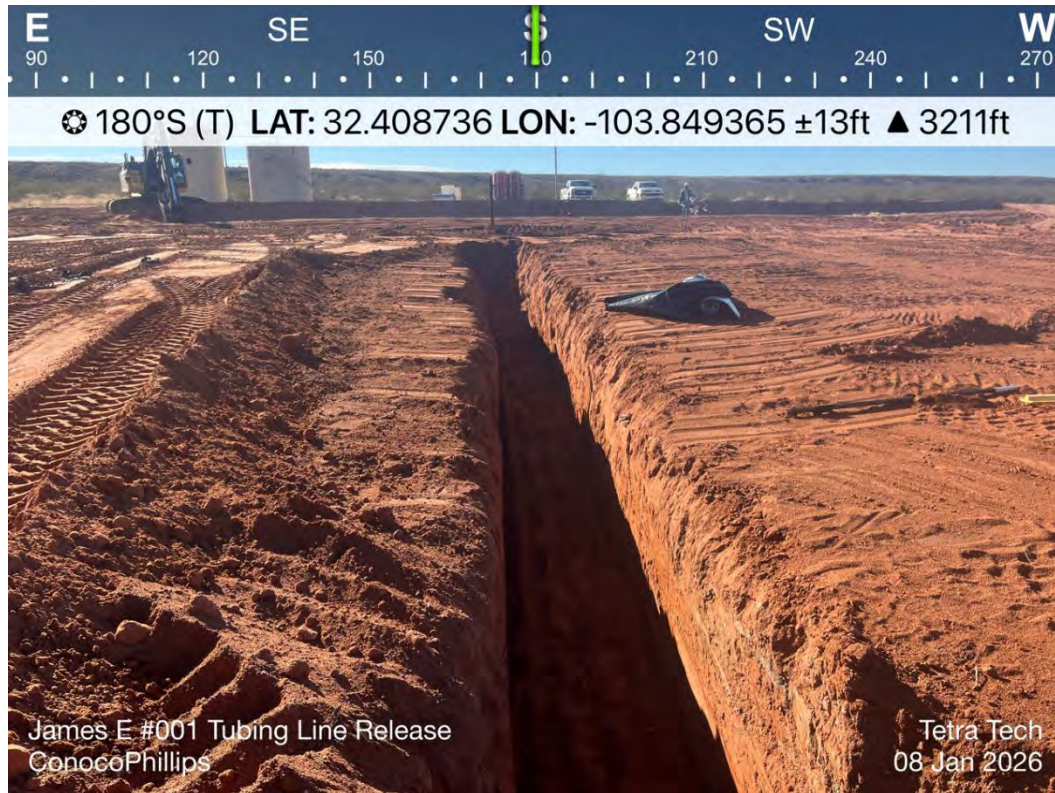 E SE S SW W
90 120 150 180 210 240 270
180°S (T) LAT: 32.408736 LON: -103.849365 ±13ft ▲ 3211ft
James E #001 Tubing Line Release
ConocoPhillips
Tetra Tech
08 Jan 2026